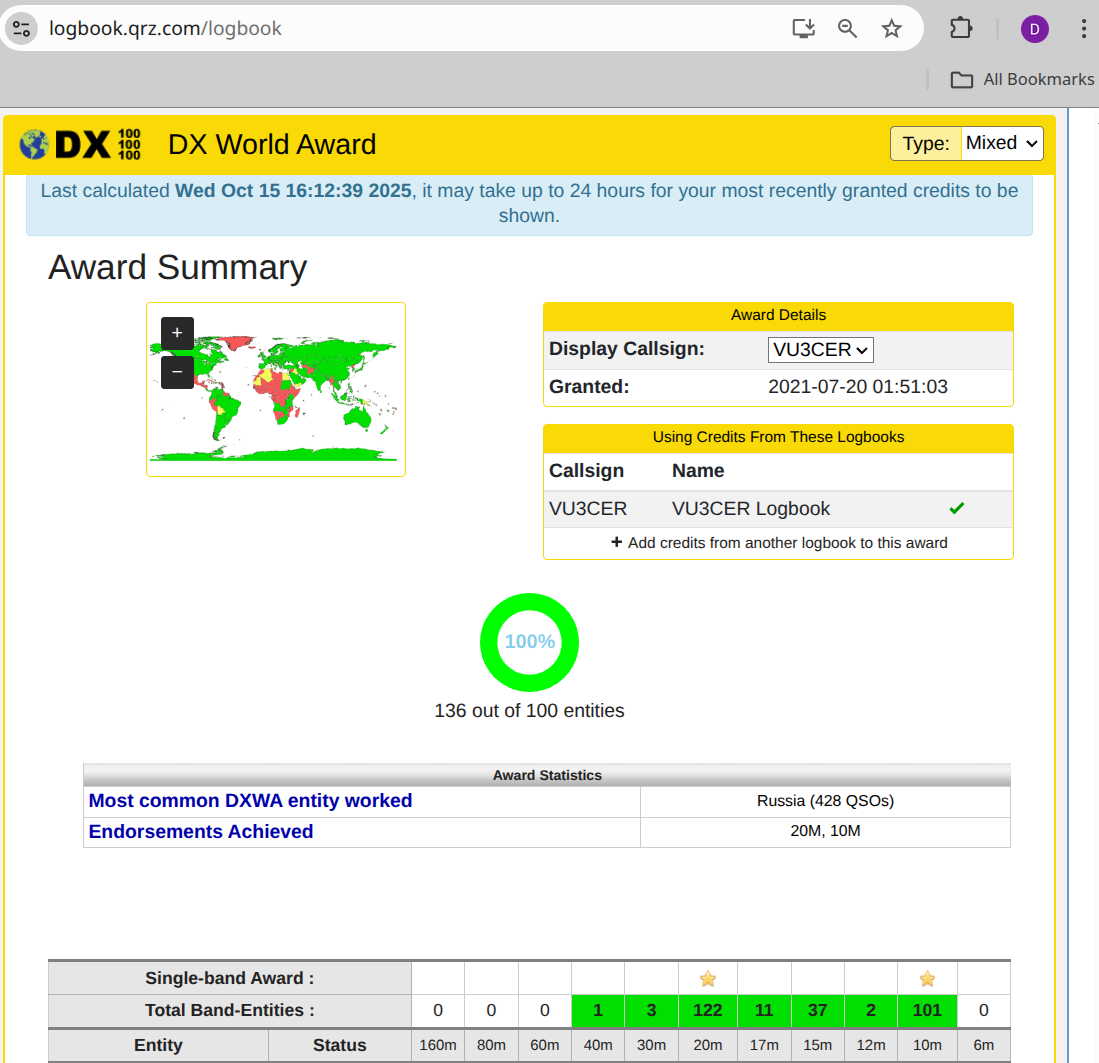 logbook.qrz.com/logbook
D
All Bookmarks
DX 100 100 100
DX World Award
Type: Mixed
Last calculated Wed Oct 15 16:12:39 2025, it may take up to 24 hours for your most recently granted credits to be
shown.
Award Summary
+
−
Award Details
Display Callsign: VU3CER
Granted: 2021-07-20 01:51:03
Using Credits From These Logbooks
Callsign Name
VU3CER VU3CER Logbook
+ Add credits from another logbook to this award
100%
136 out of 100 entities
Award Statistics
Most common DXWA entity worked Russia (428 QSOs)
Endorsements Achieved 20M, 10M
Single-band Award :
Total Band-Entities : 0 0 0 1 3 122 11 37 2 101 0
Entity Status 160m 80m 60m 40m 30m 20m 17m 15m 12m 10m 6m